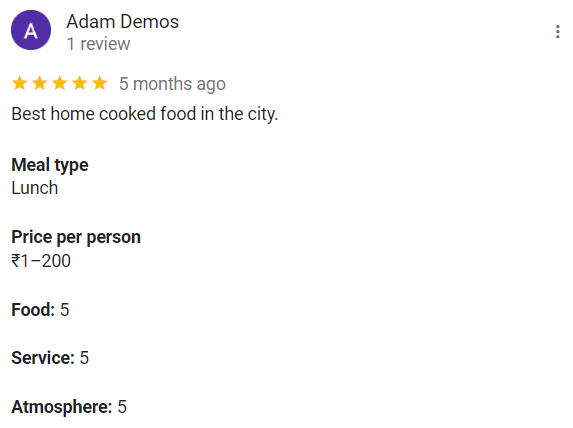 A
Adam Demos
1 review
5 months ago
Best home cooked food in the city.
Meal type
Lunch
Price per person
₹1–200
Food: 5
Service: 5
Atmosphere: 5